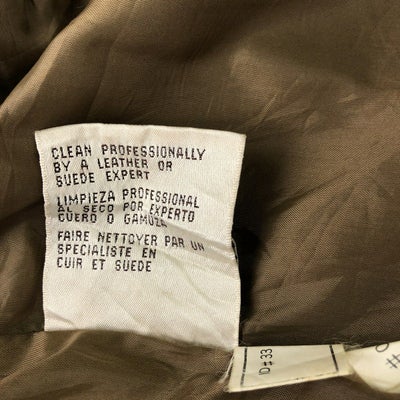 CLEAN PROFESSIONALLY
BY A LEATHER OR
SUEDE EXPERT
LIMPIEZA PROFESSIONAL
AL SECO POR EXPERTO
CUERO O GAMUZA
FAIRE NETTOYER PAR UN
SPECIALISTE EN
CUIR ET SUEDE
D#33